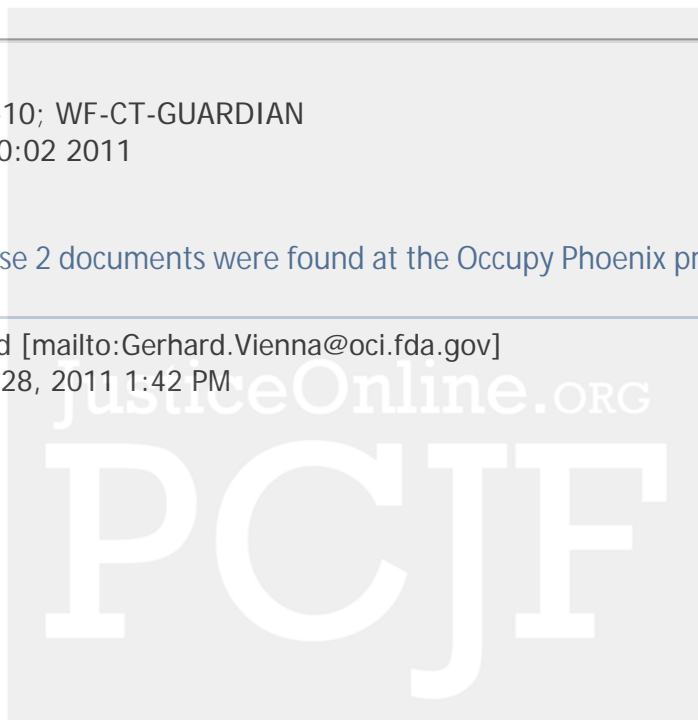 10; WF-CT-GUARDIAN
0:02 2011
se 2 documents were found at the Occupy Phoenix pr
d [mailto:Gerhard.Vienna@oci.fda.gov]
28, 2011 1:42 PM
JusticeOnline.ORG
PCJF